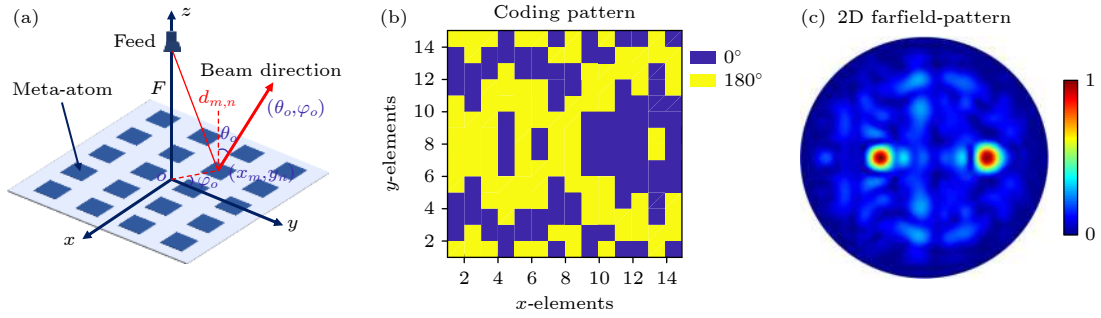 (a)
z
Feed
F
Beam direction
Meta-atom
d_{m,n}
(θ_o,φ_o)
θ_o
o
φ_o
(x_m,y_n)
x
y
(b)
Coding pattern
14
12
10
8
6
4
2
y-elements
2 4 6 8 10 12 14
x-elements
0°
180°
(c) 2D farfield-pattern
1
0